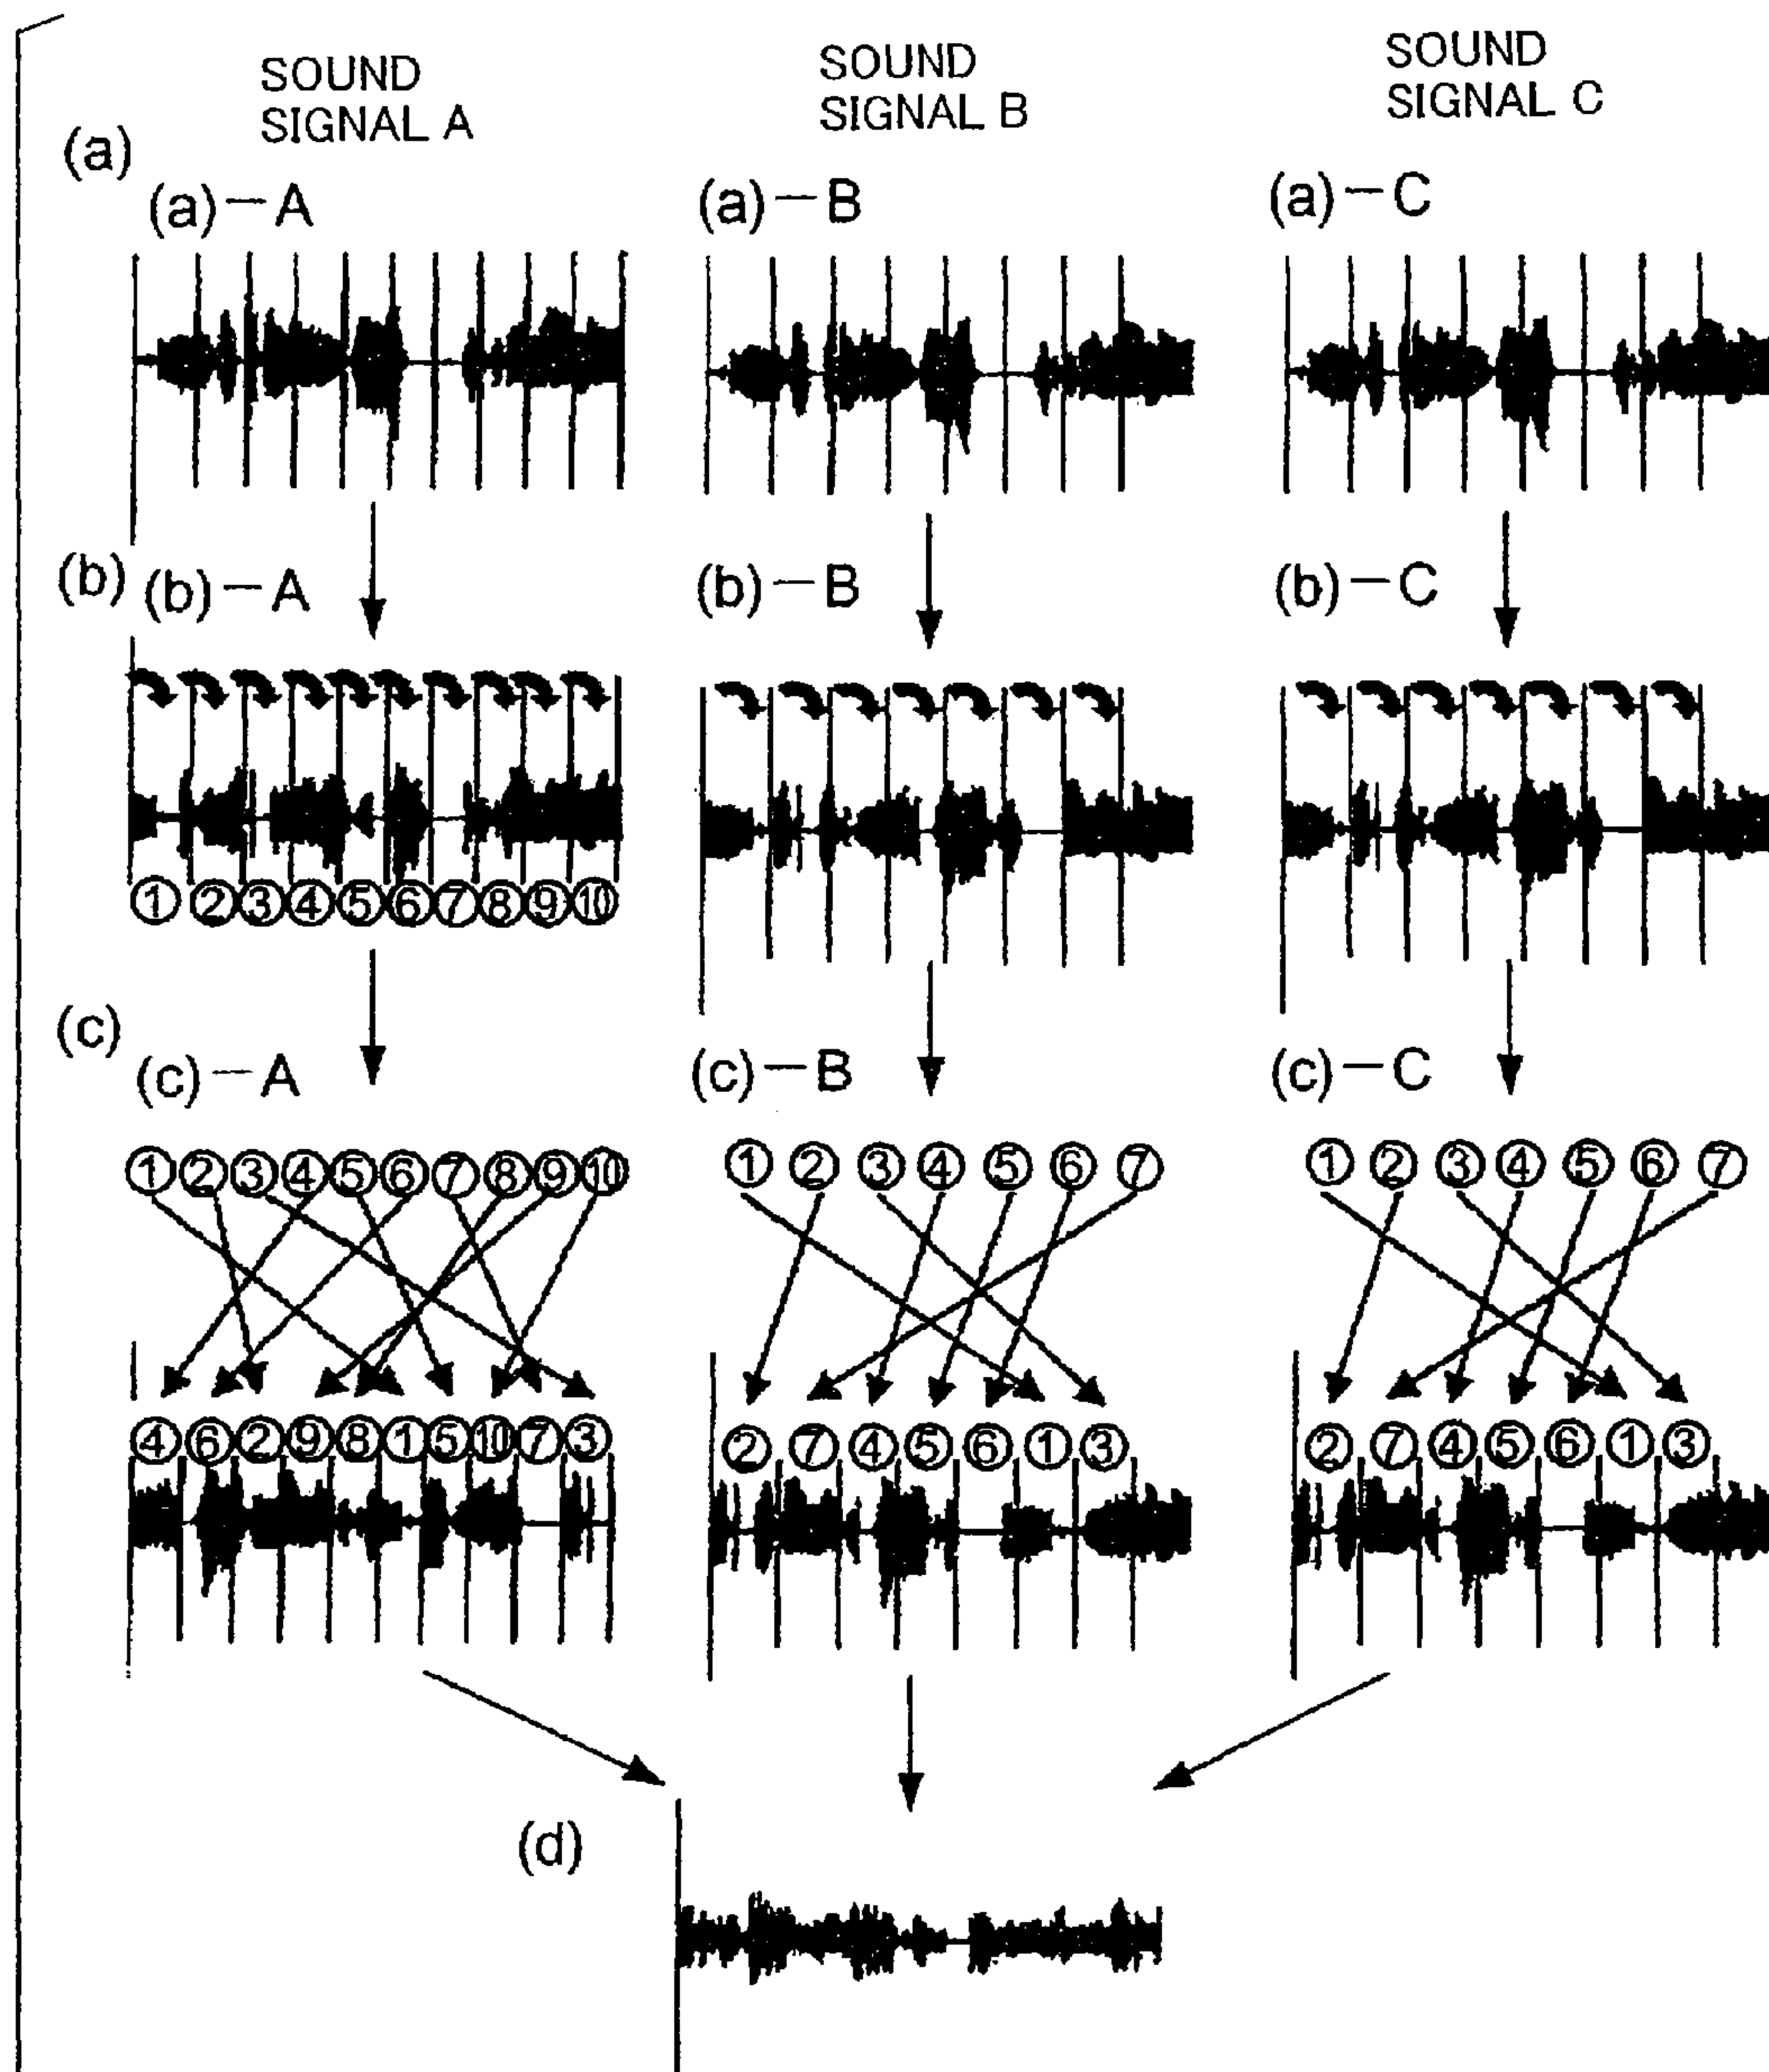 SOUND
SIGNAL A
SOUND
SIGNAL B
SOUND
SIGNAL C
(a)
(a)－A
(a)－B
(a)－C
(b)
(b)－A
(b)－B
(b)－C
①②③④⑤⑥⑦⑧⑨⑩
(c)
(c)－A
(c)－B
(c)－C
①②③④⑤⑥⑦⑧⑨⑩
①②③④⑤⑥⑦
①②③④⑤⑥⑦
④⑥②⑨⑧①⑤⑩⑦③
②⑦④⑤⑥①③
②⑦④⑤⑥①③
(d)